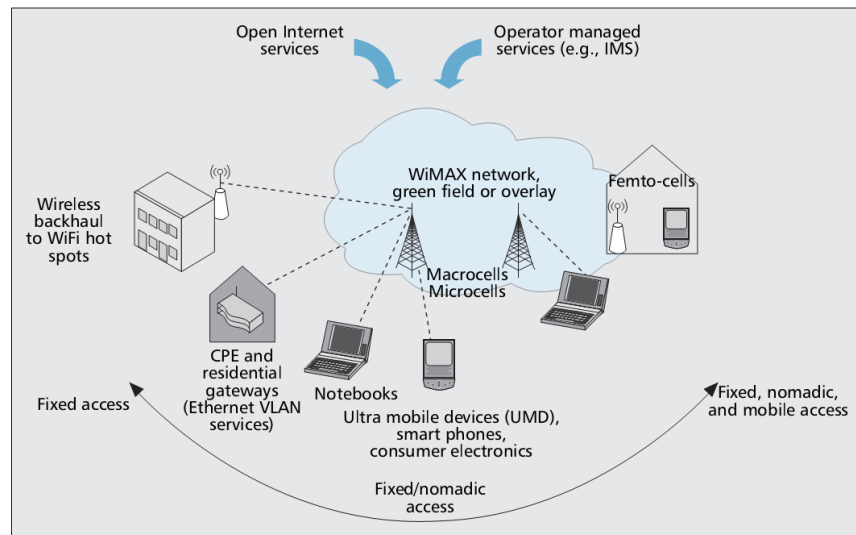 Open Internet
services
Operator managed
services (e.g., IMS)
WiMAX network,
green field or overlay
Femto-cells
Wireless
backhaul
to WiFi hot
spots
Macrocells
Microcells
CPE and
residential
gateways
(Ethernet VLAN
services)
Notebooks
Ultra mobile devices (UMD),
smart phones,
consumer electronics
Fixed access
Fixed, nomadic,
and mobile access
Fixed/nomadic
access